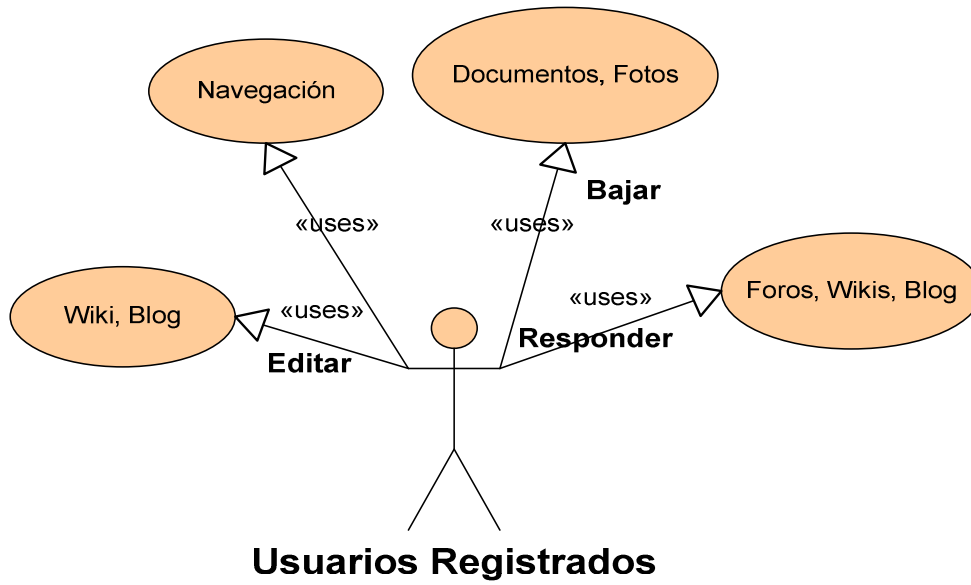 Navegación
Documentos, Fotos
Bajar
«uses»
«uses»
Wiki, Blog
«uses»
Editar
«uses»
Responder
Foros, Wikis, Blog
Usuarios Registrados